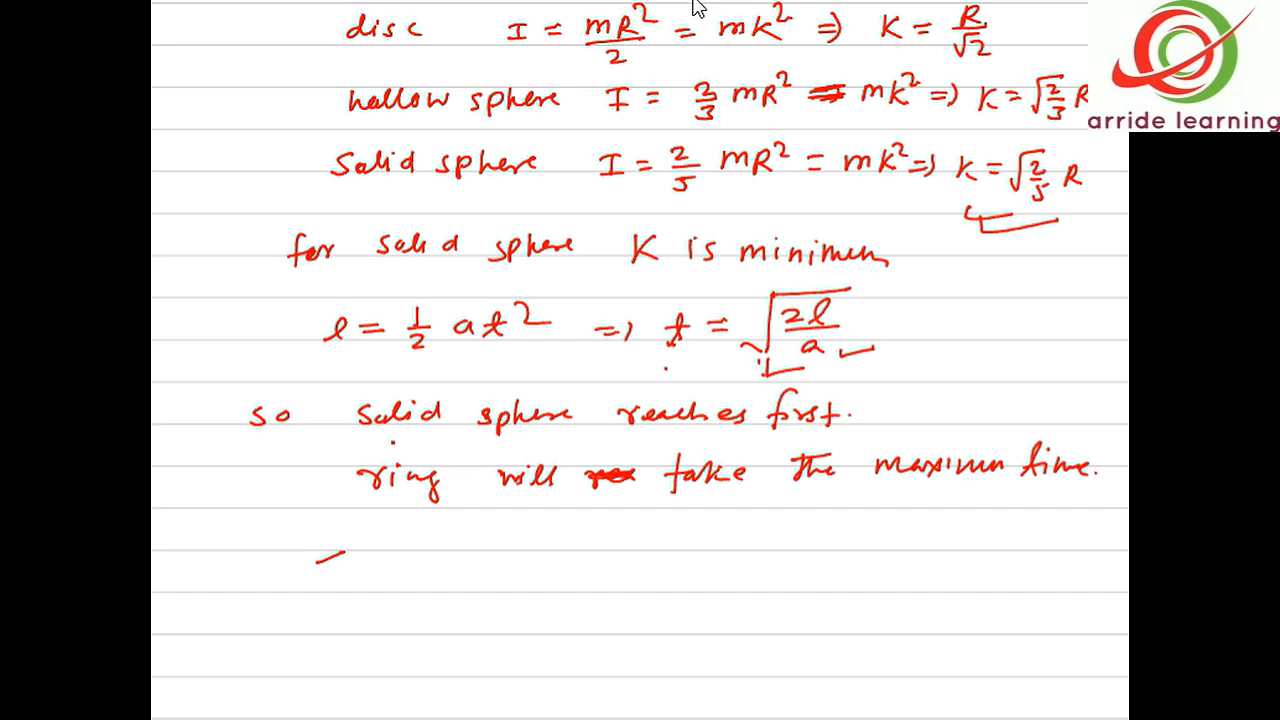 disc I = mR²/2 = mK² ⇒ K = R/√2
hallow sphere I = 2/3 mR² = mK² ⇒ K = √2/3 R
arride learning
Solid sphere I = 2/5 mR² = mK² ⇒ K = √2/5 R
for solid sphere K is minimum
l = 1/2 at² ⇒ t = √2l/a
so solid sphere reaches first.
ring will take the maximum time.